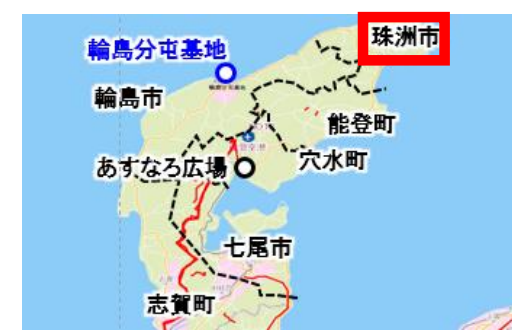 珠洲市
輪島分屯基地
輪島市
能登町
あすなろ広場
穴水町
七尾市
志賀町